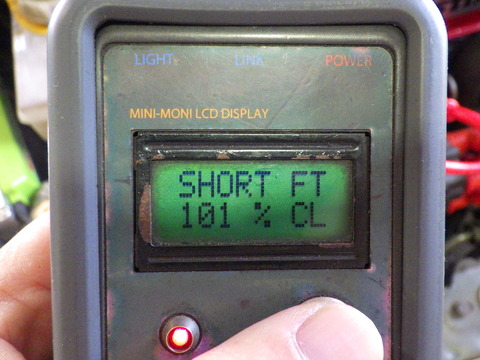 LIGHT LINK POWER
MINI-MONI LCD DISPLAY
SHORT FT
101 % CL